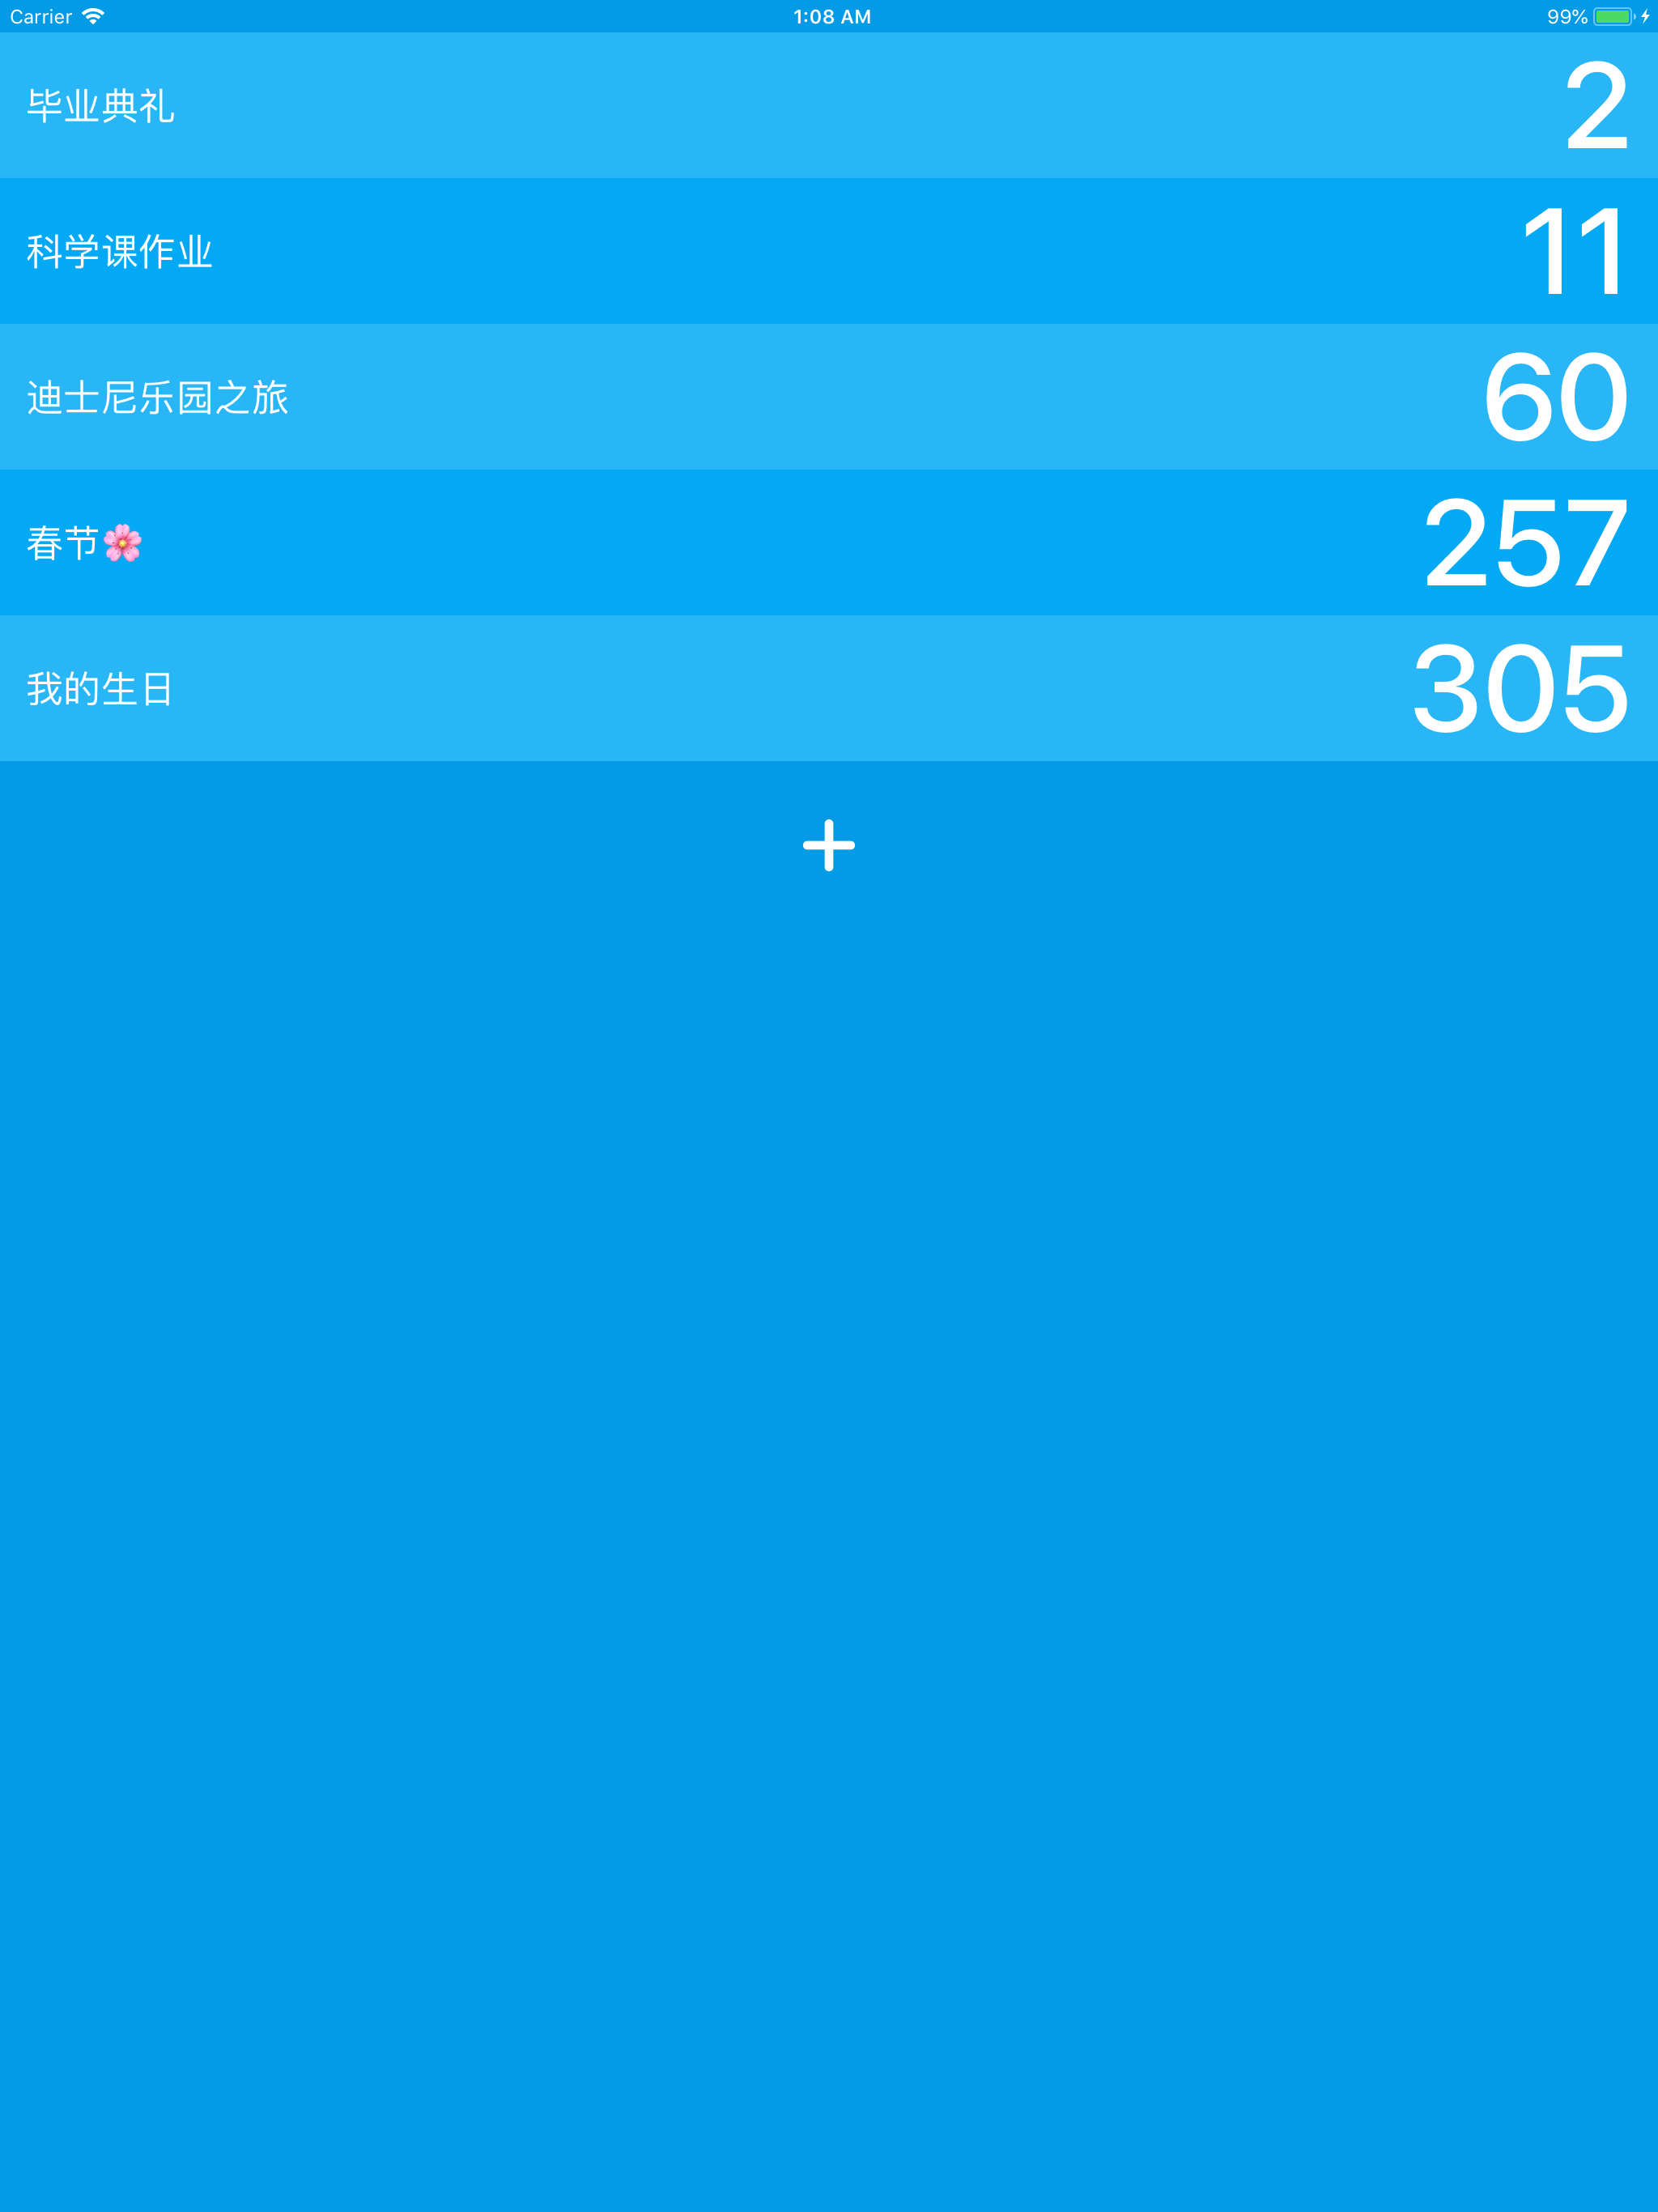 Carrier 1:08 AM 99%
毕业典礼 2
科学课作业 11
迪士尼乐园之旅 60
春节🌸 257
我的生日 305